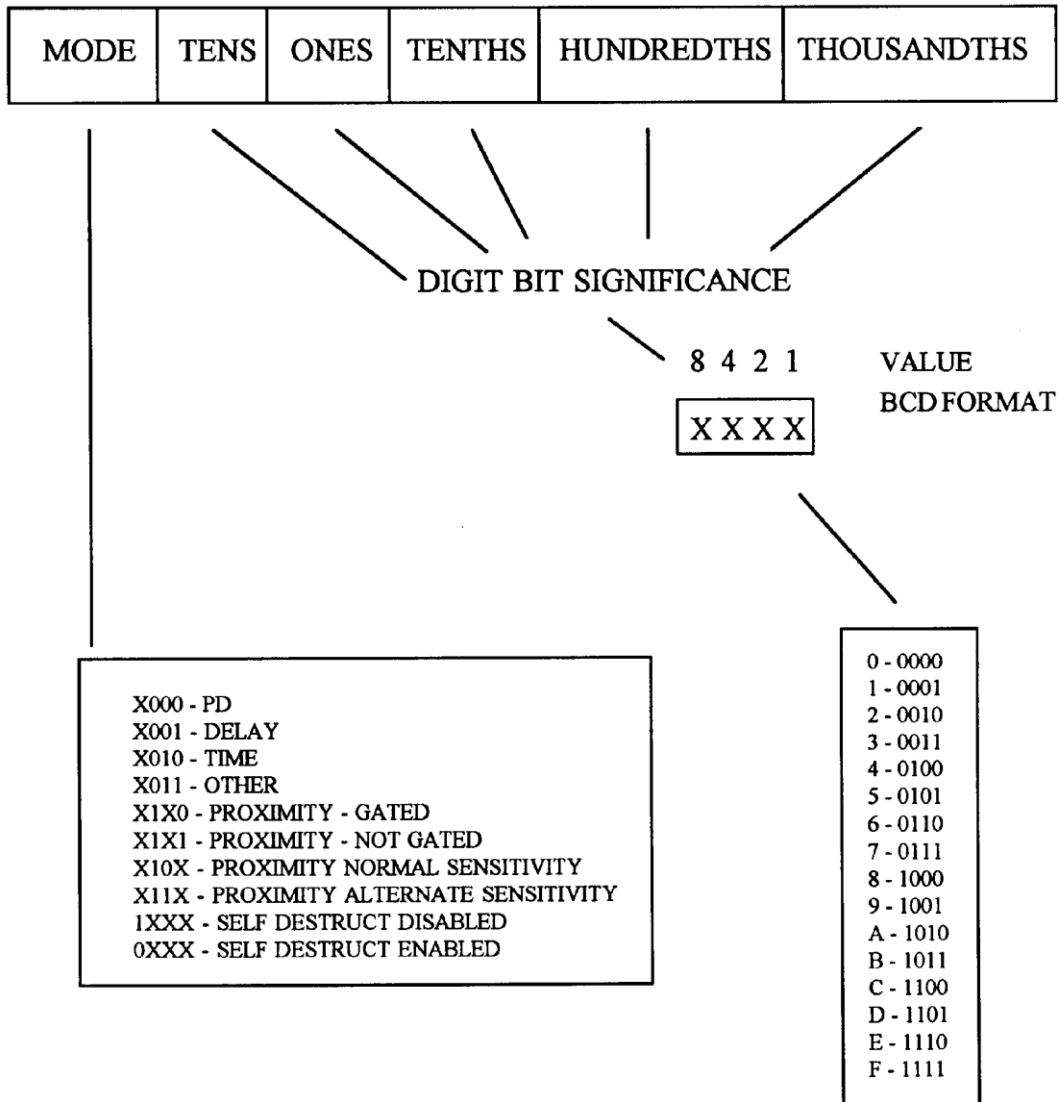 MODE TENS ONES TENTHS HUNDREDTHS THOUSANDTHS
DIGIT BIT SIGNIFICANCE
8 4 2 1 VALUE
BCD FORMAT
X X X X
X000 - PD
X001 - DELAY
X010 - TIME
X011 - OTHER
X1X0 - PROXIMITY - GATED
X1X1 - PROXIMITY - NOT GATED
X10X - PROXIMITY NORMAL SENSITIVITY
X11X - PROXIMITY ALTERNATE SENSITIVITY
1XXX - SELF DESTRUCT DISABLED
0XXX - SELF DESTRUCT ENABLED
0 - 0000
1 - 0001
2 - 0010
3 - 0011
4 - 0100
5 - 0101
6 - 0110
7 - 0111
8 - 1000
9 - 1001
A - 1010
B - 1011
C - 1100
D - 1101
E - 1110
F - 1111